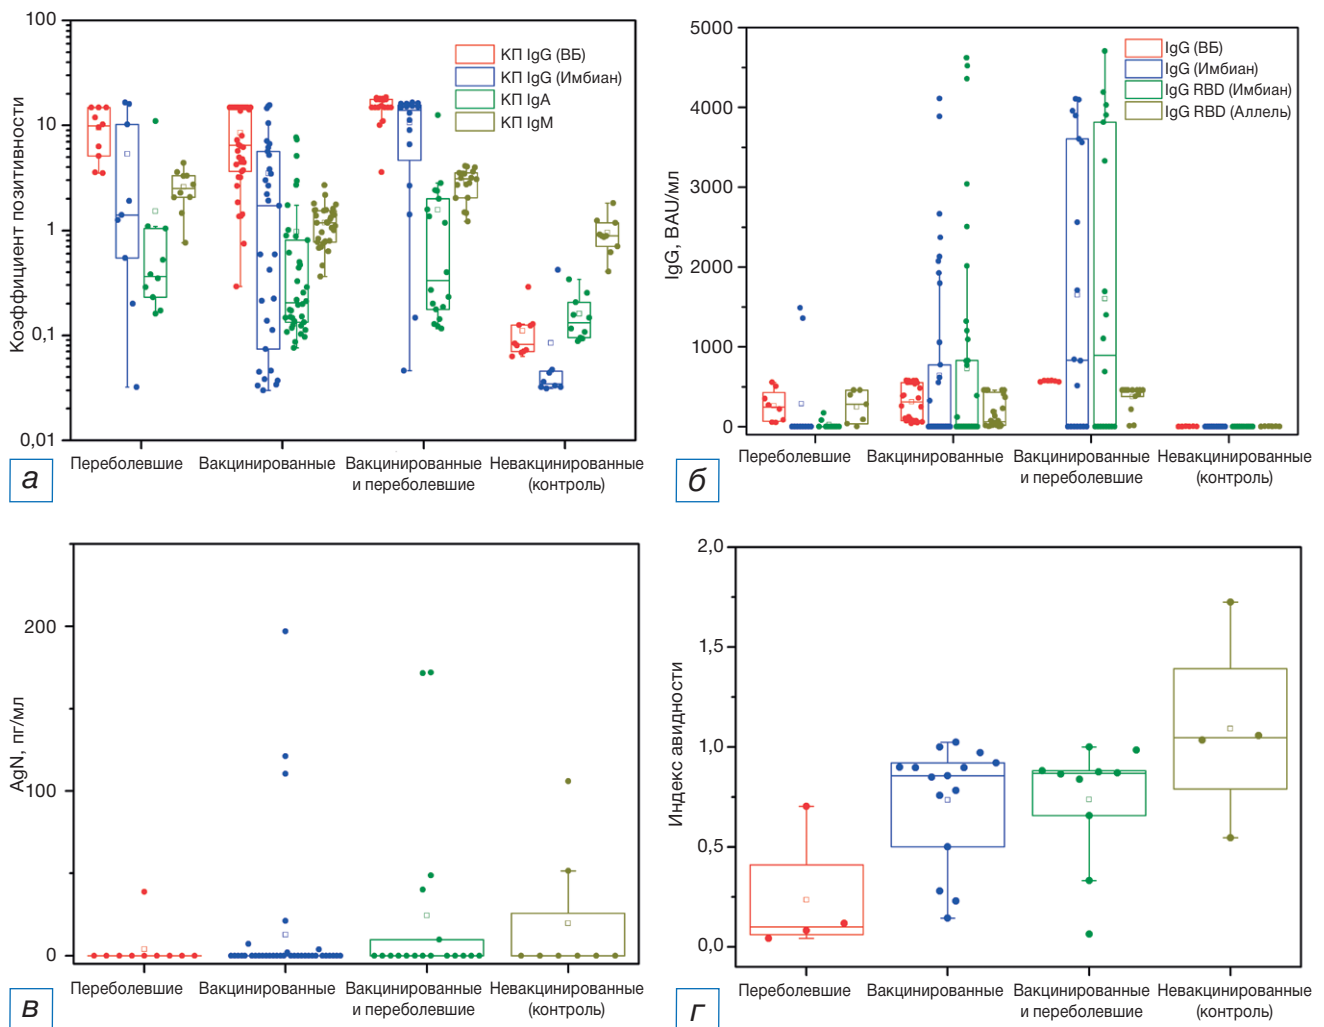 100
10
1
0,1
0,01
Коэффициент позитивности
КП IgG (ВБ)
КП IgG (Имбиан)
КП IgA
КП IgM
Переболевшие
Вакцинированные
Вакцинированные
и переболевшие
Невакцинированные
(контроль)
а
5000
4000
3000
2000
1000
0
IgG, BAU/мл
IgG (ВБ)
IgG (Имбиан)
IgG RBD (Имбиан)
IgG RBD (Аллель)
Переболевшие
Вакцинированные
Вакцинированные
и переболевшие
Невакцинированные
(контроль)
б
200
100
0
AgN, пг/мл
Переболевшие
Вакцинированные
Вакцинированные
и переболевшие
Невакцинированные
(контроль)
в
2,0
1,5
1,0
0,5
0,0
Индекс авидности
Переболевшие
Вакцинированные
Вакцинированные
и переболевшие
Невакцинированные
(контроль)
г